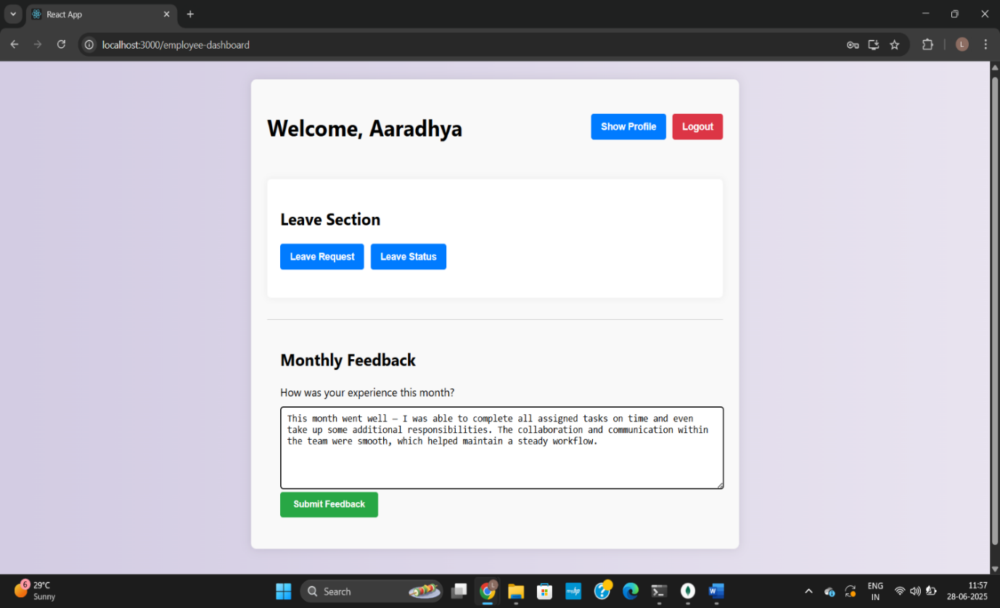 React App
localhost:3000/employee-dashboard
L
Welcome, Aaradhya
Show Profile
Logout
Leave Section
Leave Request
Leave Status
Monthly Feedback
How was your experience this month?
This month went well – I was able to complete all assigned tasks on time and even
take up some additional responsibilities. The collaboration and communication within
the team were smooth, which helped maintain a steady workflow.
Submit Feedback
6
29°C
Sunny
Search
L
myhp
?
W
ENG
IN
11:57
28-06-2025